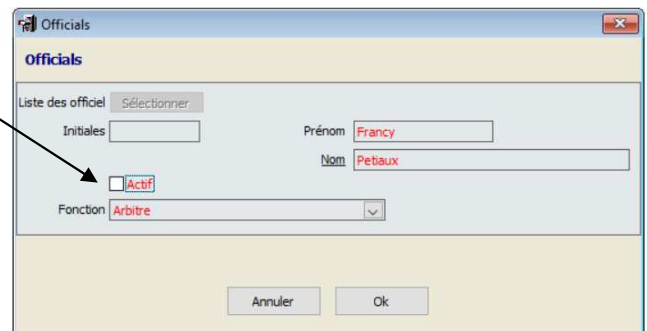 Officials
Officials
Liste des officiel Sélectionner
Initiales Prénom Francy
Nom Petiaux
Actif
Fonction Arbitre
Annuler Ok